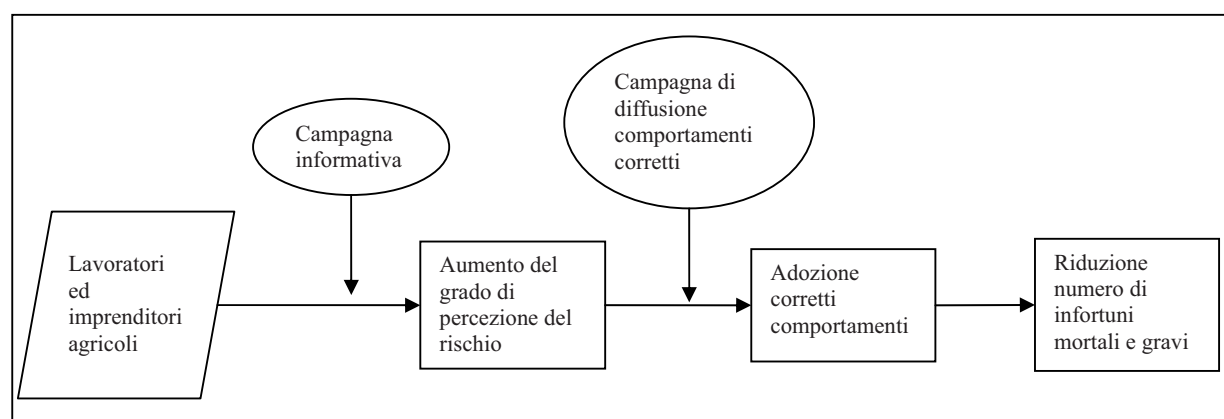 Campagna
informativa
Campagna di
diffusione
comportamenti
corretti
Lavoratori
ed
imprenditori
agricoli
Aumento del
grado di
percezione del
rischio
Adozione
corretti
comportamenti
Riduzione
numero di
infortuni
mortali e gravi